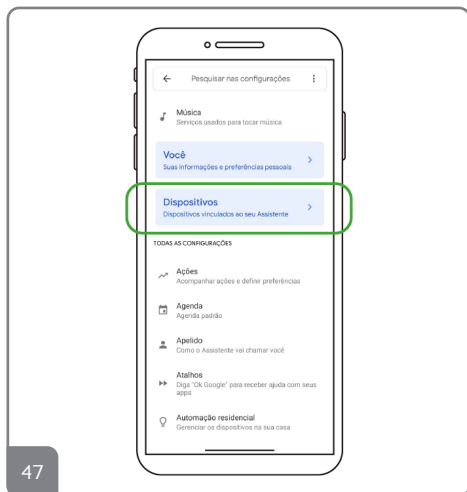 Pesquisar nas configurações
Música
Serviços usados para tocar música
Você
Suas informações e preferências pessoais
Dispositivos
Dispositivos vinculados ao seu Assistente
TODAS AS CONFIGURAÇÕES
Ações
Acompanhar ações e definir preferências
Agenda
Agenda padrão
Apelido
Como o Assistente vai chamar você
Atalhos
Diga "Ok Google" para receber ajuda com seus
apps
Automação residencial
Gerenciar os dispositivos na sua casa
47